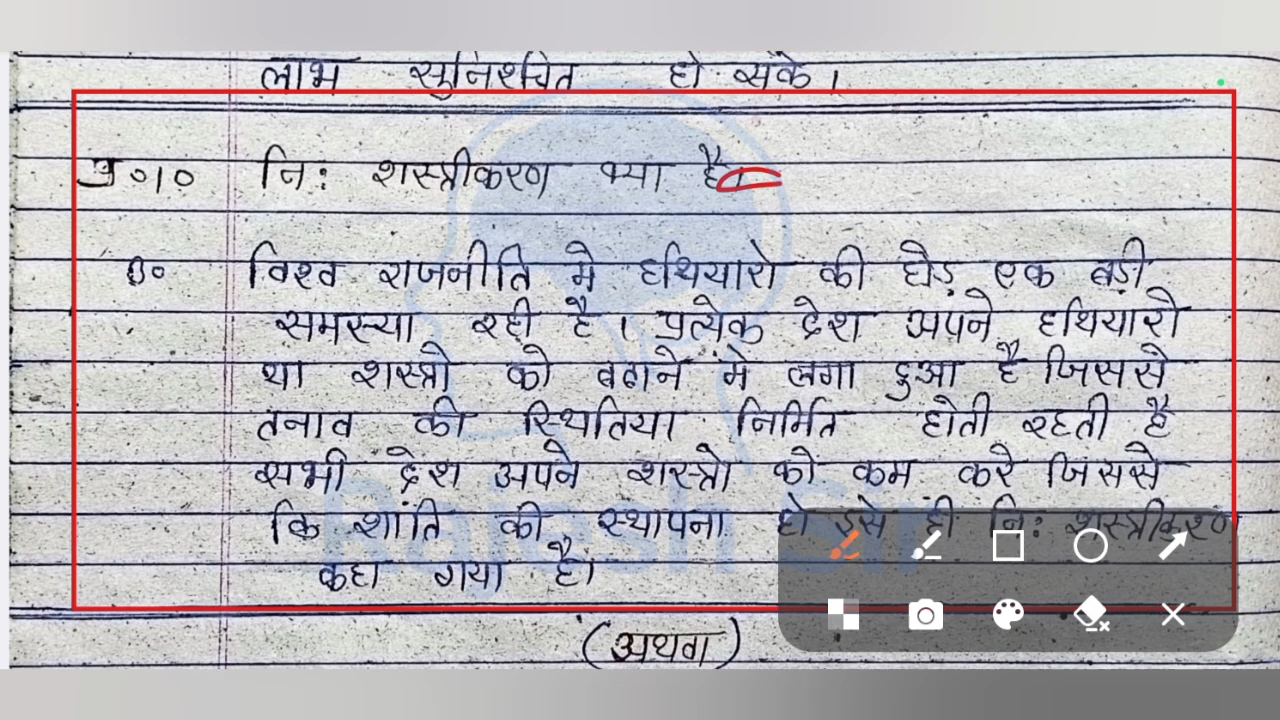 लाभ सुनिश्चित हो सके।
प्र०10 नि: शस्त्रीकरण क्या है।
उ० विश्व राजनीति मे हथियारो की होड़ एक बड़ी
समस्या रही है। प्रत्येक देश अपने हथियारो
या शस्त्रो को बढाने मे लगा हुआ है जिससे
तनाव की स्थितिया निर्मित होती रहती है
सभी देश अपने शस्त्रो को कम करे जिससे
कि शांति की स्थापना हो इसे ही नि: शस्त्रीकरण
कहा गया है।
(अथवा)